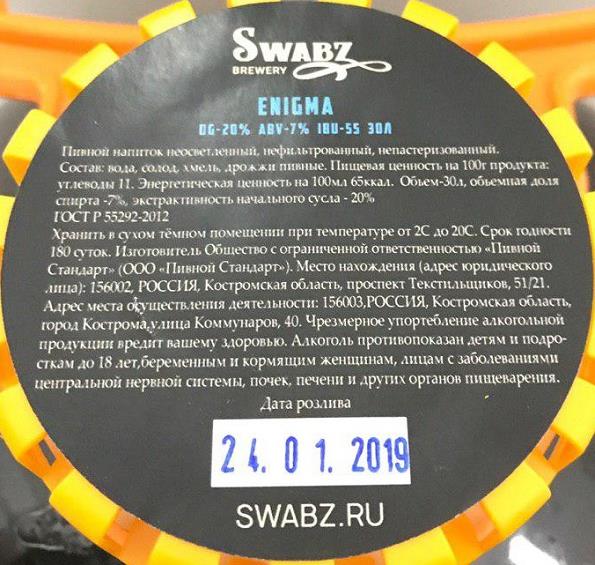 SWABZ
BREWERY
ENIGMA
OG-20% ABV-7% IBU-55 30Л
Пивной напиток неосветленный, нефильтрованный, непастеризованный.
Состав: вода, солод, хмель, дрожжи пивные. Пищевая ценность на 100г продукта:
углеводы 11. Энергетическая ценность на 100мл 65ккал. Объем-30л, объемная доля
спирта -7%, экстрактивность начального сусла - 20%
ГОСТ Р 55292-2012
Хранить в сухом тёмном помещении при температуре от 2С до 20С. Срок годности
180 суток. Изготовитель Общество с ограниченной ответственностью «Пивной
Стандарт» (ООО «Пивной Стандарт»). Место нахождения (адрес юридического
лица): 156002, РОССИЯ, Костромская область, проспект Текстильщиков, 51/21.
Адрес места осуществления деятельности: 156003,РОССИЯ, Костромская область,
город Кострома,улица Коммунаров, 40. Чрезмерное упортебление алкогольной
продукции вредит вашему здоровью. Алкоголь противопоказан детям и подро-
сткам до 18 лет,беременным и кормящим женщинам, лицам с заболеваниями
центральной нервной системы, почек, печени и других органов пищеварения.
Дата розлива
24. 01. 2019
SWABZ.RU